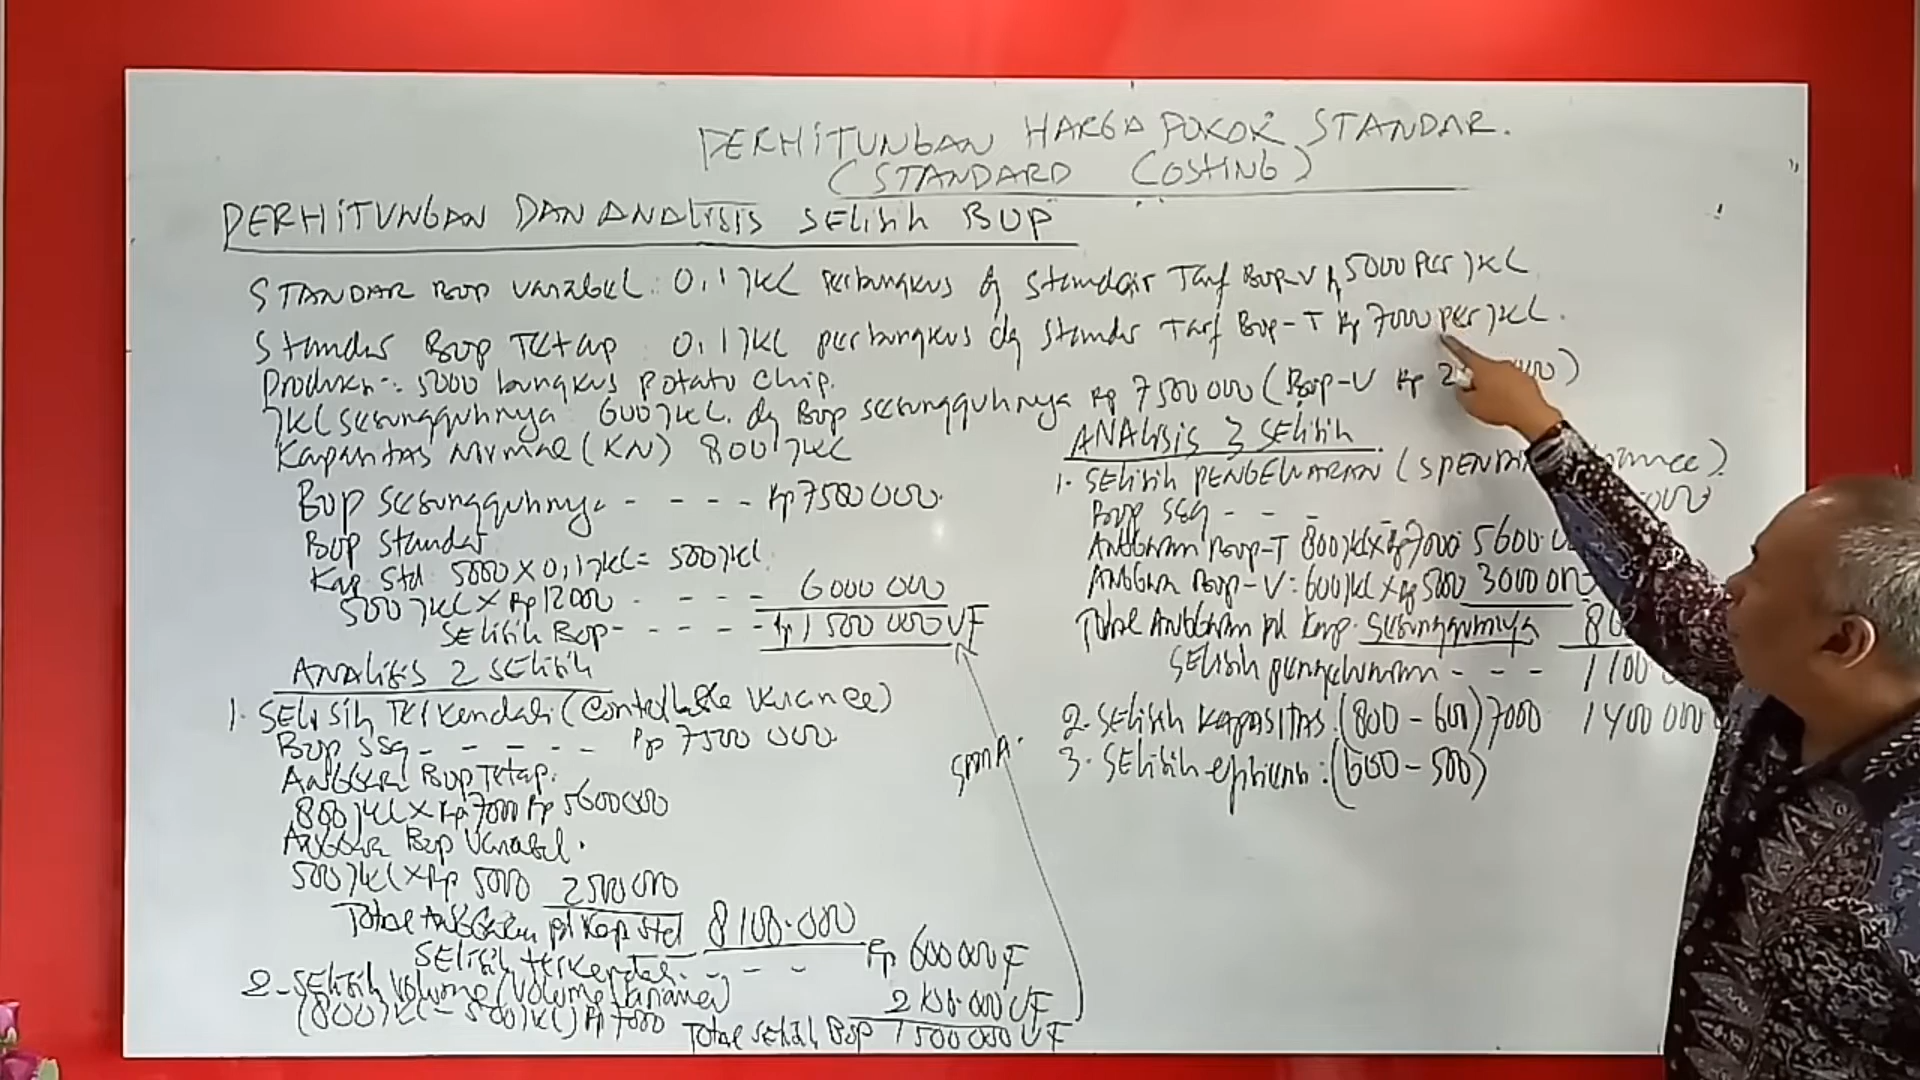 PERHITUNGAN HARGA POKOK STANDAR.
(STANDARD COSTING)
PERHITUNGAN DAN ANALISIS SELISIH BOP
STANDAR BOP VARIABEL : 0,1 JKL perbungkus dg Standar Tarif BOP-V Rp 5000 per JKL
Standar BOP TETAP 0,1 JKL perbungkus dg Standar Tarif BOP-T Rp 7000 per JKL.
Produksi : 5000 bungkus potato chip.
JKL sesungguhnya 600 JKL. dg BOP sesungguhnya Rp 7500 000 (BOP-V Rp
Kapasitas Normal (KN) 800 JKL
BOP sesungguhnya - - - - Rp 7500 000
BOP Standar
Kap. Std 5000 x 0,1 JKL = 500 JKL
500 JKL x Rp 12000 - - - - 6000 000
SELISIH BOP - - - - Rp 1 500 000 UF
ANALISIS 2 SELISIH
1. SELISIH TERKENDALI (Controllable Variance)
BOP SSG - - - - - Rp 7500 000
Anggaran BOP Tetap.
800 JKL x Rp 7000 Rp 5600000
Anggaran BOP Variabel.
500 JKL x Rp 5000 2500 000
Total Anggaran pd Kap Std 8100.000
SELISIH terkendali - - - Rp 600 000 F
2 - SELISIH Volume (Volume Variance)
(800 JKL - 500 JKL) Rp 7000 2100.000 UF
Total Selisih BOP 1500 000 UF
SAMA
ANALISIS 3 SELISIH
1. SELISIH PENGELUARAN (
BOP SSG - - -
Anggaran BOP-T 800 JKL x Rp 7000 5600
Anggaran BOP-V : 600 JKL x Rp 5000 3000 000
Total Anggaran pd Kap. Sesungguhnya
Selisih pengeluaran - - - 1100
2. SELISIH KAPASITAS : (800 - 600) 7000 1400 000
3. SELISIH efisiensi : (600 - 500)